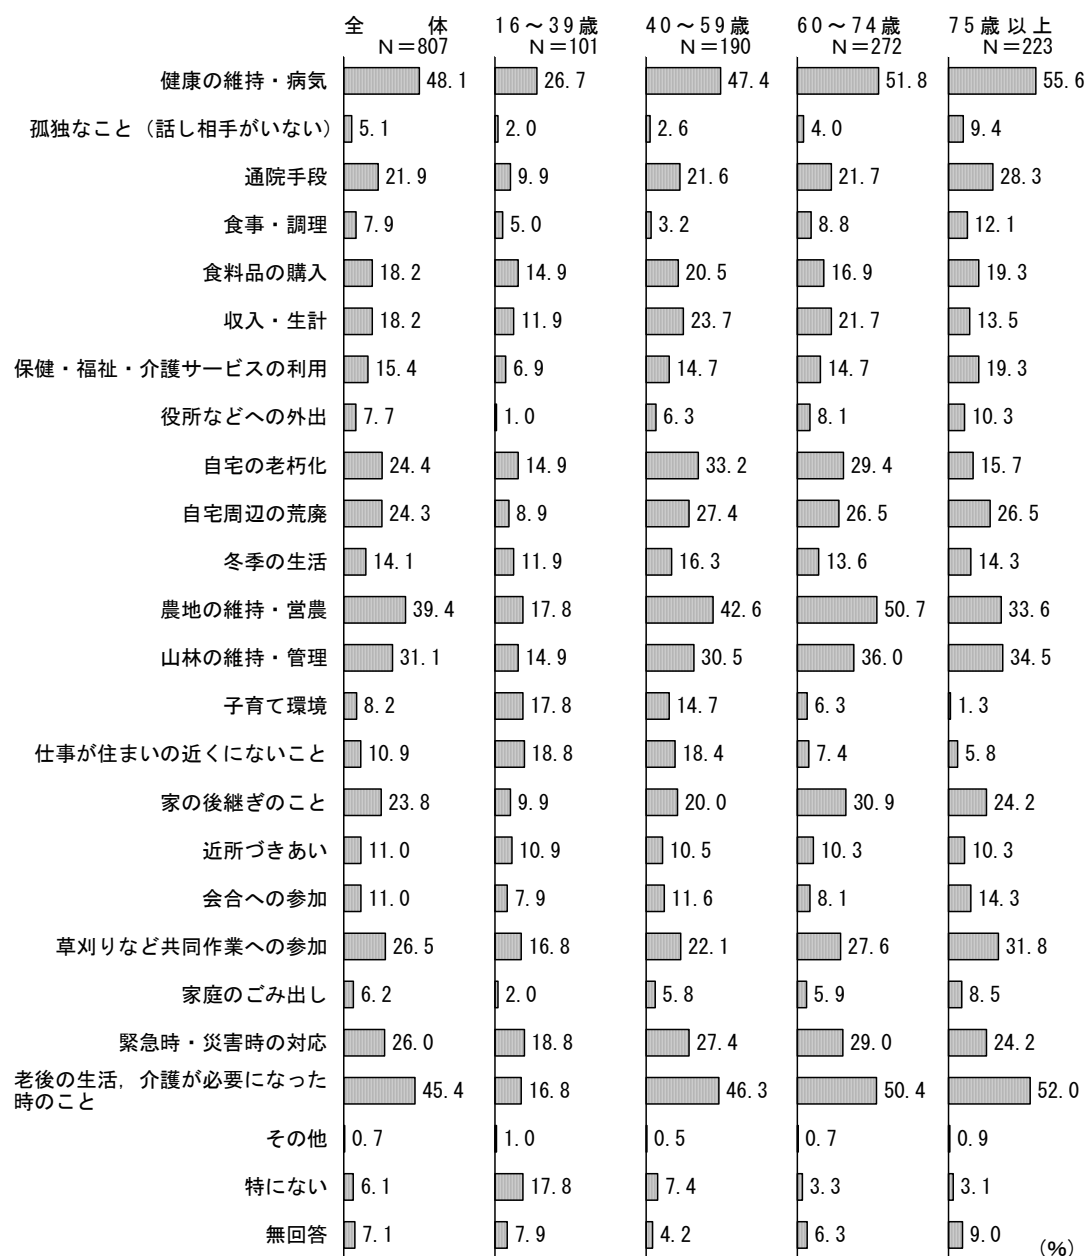 全　　体　16～39歳　40～59歳　60～74歳　75歳以上
N＝807　N＝101　N＝190　N＝272　N＝223
健康の維持・病気　48.1　26.7　47.4　51.8　55.6
孤独なこと（話し相手がいない）　5.1　2.0　2.6　4.0　9.4
通院手段　21.9　9.9　21.6　21.7　28.3
食事・調理　7.9　5.0　3.2　8.8　12.1
食料品の購入　18.2　14.9　20.5　16.9　19.3
収入・生計　18.2　11.9　23.7　21.7　13.5
保健・福祉・介護サービスの利用　15.4　6.9　14.7　14.7　19.3
役所などへの外出　7.7　1.0　6.3　8.1　10.3
自宅の老朽化　24.4　14.9　33.2　29.4　15.7
自宅周辺の荒廃　24.3　8.9　27.4　26.5　26.5
冬季の生活　14.1　11.9　16.3　13.6　14.3
農地の維持・営農　39.4　17.8　42.6　50.7　33.6
山林の維持・管理　31.1　14.9　30.5　36.0　34.5
子育て環境　8.2　17.8　14.7　6.3　1.3
仕事が住まいの近くにないこと　10.9　18.8　18.4　7.4　5.8
家の後継ぎのこと　23.8　9.9　20.0　30.9　24.2
近所づきあい　11.0　10.9　10.5　10.3　10.3
会合への参加　11.0　7.9　11.6　8.1　14.3
草刈りなど共同作業への参加　26.5　16.8　22.1　27.6　31.8
家庭のごみ出し　6.2　2.0　5.8　5.9　8.5
緊急時・災害時の対応　26.0　18.8　27.4　29.0　24.2
老後の生活，介護が必要になった
時のこと　45.4　16.8　46.3　50.4　52.0
その他　0.7　1.0　0.5　0.7　0.9
特にない　6.1　17.8　7.4　3.3　3.1
無回答　7.1　7.9　4.2　6.3　9.0
(%)